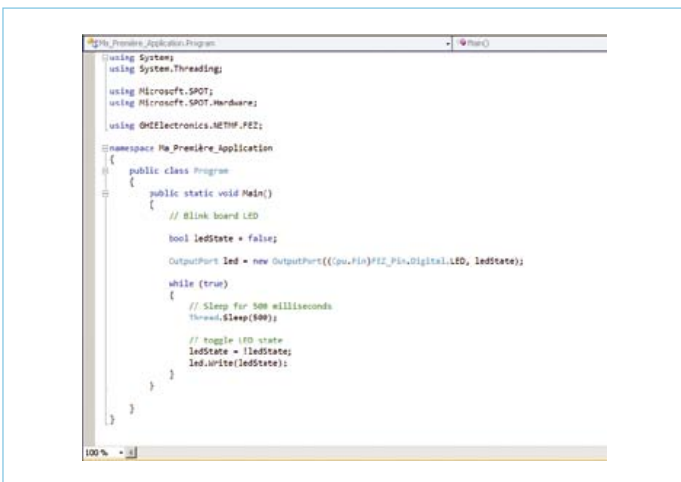 Ma_Première_Application.Program Main()
using System;
using System.Threading;
using Microsoft.SPOT;
using Microsoft.SPOT.Hardware;
using GHIElectronics.NETMF.FEZ;
namespace Ma_Première_Application
{
public class Program
{
public static void Main()
{
// Blink board LED
bool ledState = false;
OutputPort led = new OutputPort((Cpu.Pin)FEZ_Pin.Digital.LED, ledState);
while (true)
{
// Sleep for 500 milliseconds
Thread.Sleep(500);
// toggle LED state
ledState = !ledState;
led.Write(ledState);
}
}
}
}
100 %